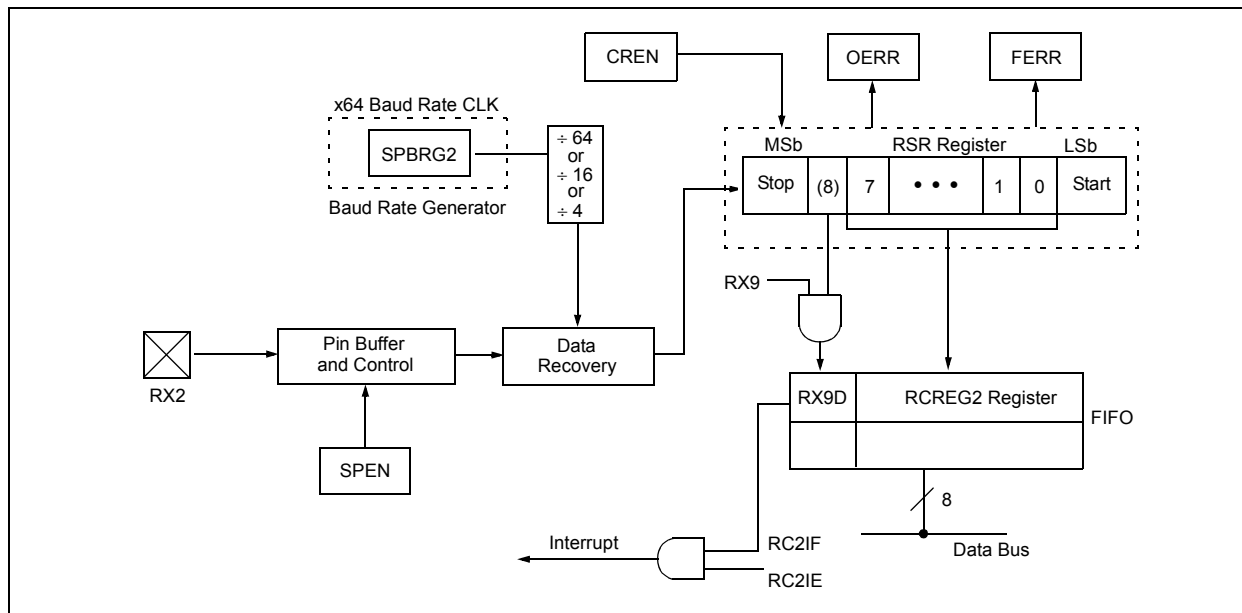 CREN
OERR
FERR
x64 Baud Rate CLK
SPBRG2
Baud Rate Generator
÷ 64
or
÷ 16
or
÷ 4
MSb
RSR Register
LSb
Stop
(8)
7
• • •
1
0
Start
RX9
Pin Buffer
and Control
Data
Recovery
RX2
SPEN
RX9D
RCREG2 Register
FIFO
8
Data Bus
Interrupt
RC2IF
RC2IE